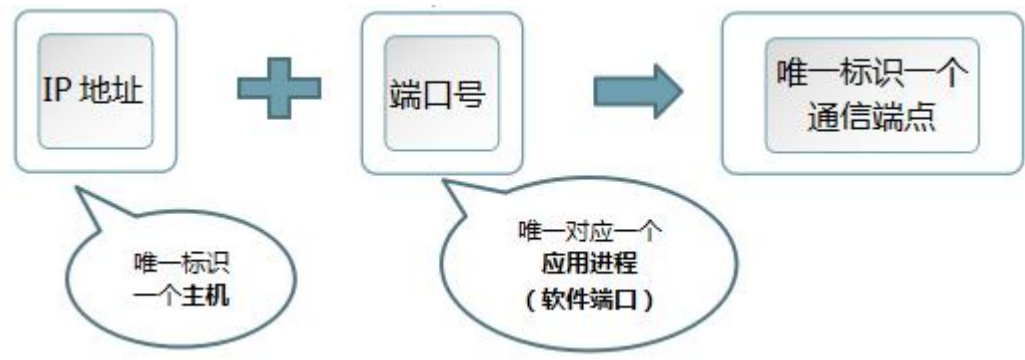 IP 地址
端口号
唯一标识一个
通信端点
唯一标识
一个主机
唯一对应一个
应用进程
(软件端口)